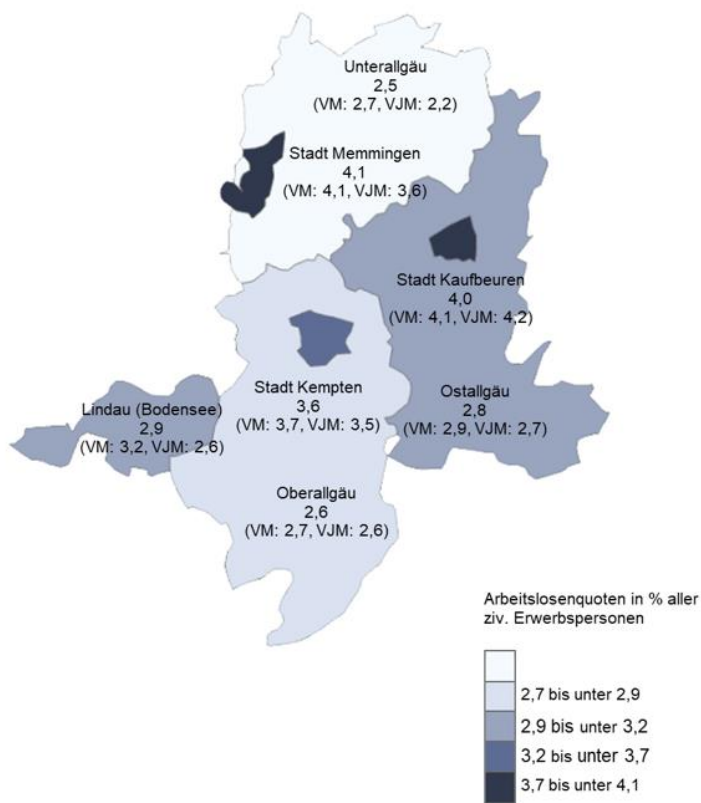 Unterallgäu
2,5
(VM: 2,7, VJM: 2,2)
Stadt Memmingen
4,1
(VM: 4,1, VJM: 3,6)
Stadt Kaufbeuren
4,0
(VM: 4,1, VJM: 4,2)
Stadt Kempten
3,6
(VM: 3,7, VJM: 3,5)
Ostallgäu
2,8
(VM: 2,9, VJM: 2,7)
Lindau (Bodensee)
2,9
(VM: 3,2, VJM: 2,6)
Oberallgäu
2,6
(VM: 2,7, VJM: 2,6)
Arbeitslosenquoten in % aller
ziv. Erwerbspersonen
2,7 bis unter 2,9
2,9 bis unter 3,2
3,2 bis unter 3,7
3,7 bis unter 4,1